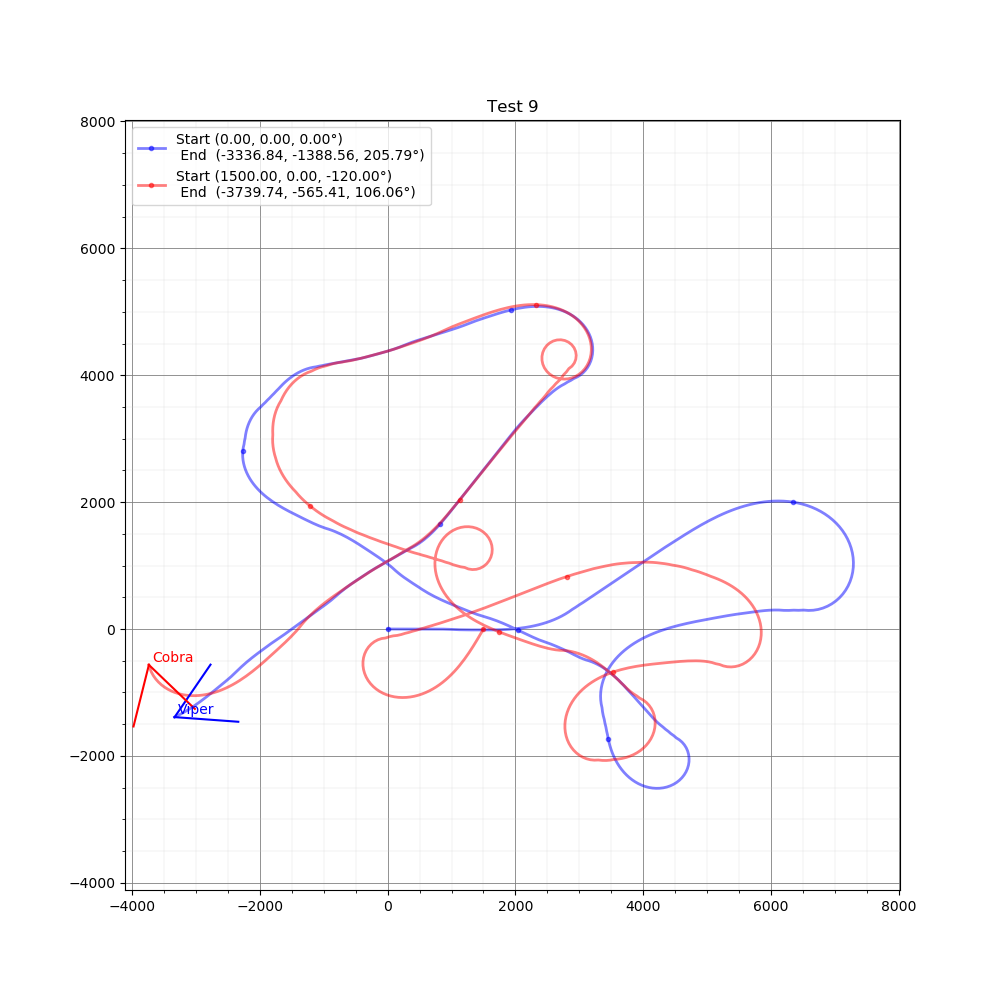 Test 9
Start (0.00, 0.00, 0.00°)
End (-3336.84, -1388.56, 205.79°)
Start (1500.00, 0.00, -120.00°)
End (-3739.74, -565.41, 106.06°)
8000
6000
4000
2000
0
−2000
−4000
Cobra
Viper
−4000 −2000 0 2000 4000 6000 8000